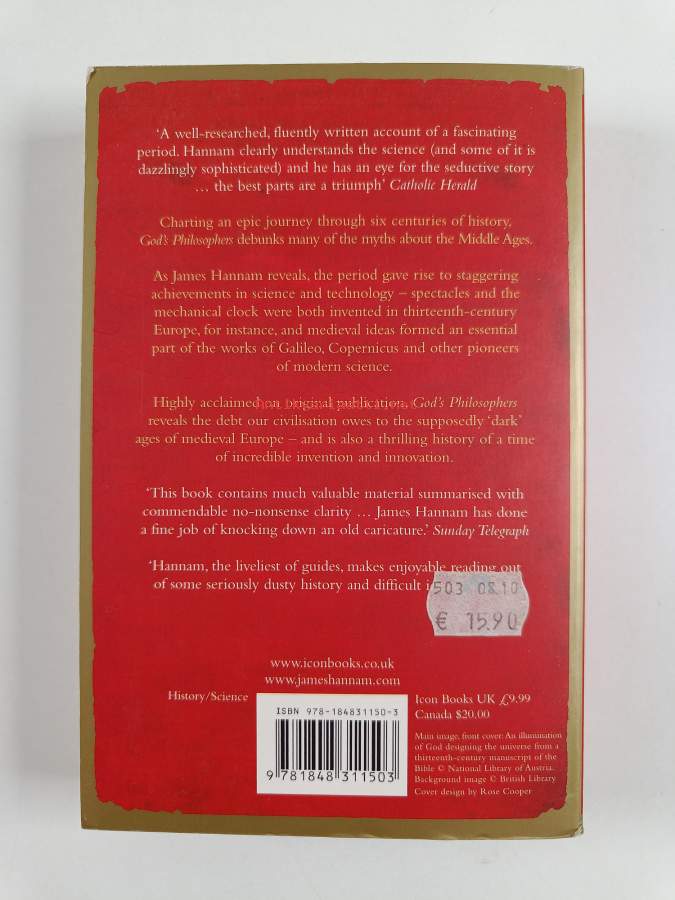 ‘A well-researched, fluently written account of a fascinating
period. Hannam clearly understands the science (and some of it is
dazzlingly sophisticated) and he has an eye for the seductive story
… the best parts are a triumph’ Catholic Herald
Charting an epic journey through six centuries of history,
God's Philosophers debunks many of the myths about the Middle Ages.
As James Hannam reveals, the period gave rise to staggering
achievements in science and technology – spectacles and the
mechanical clock were both invented in thirteenth-century
Europe, for instance, and medieval ideas formed an essential
part of the works of Galileo, Copernicus and other pioneers
of modern science.
Highly acclaimed on original publication, God's Philosophers
reveals the debt our civilisation owes to the supposedly ‘dark’
ages of medieval Europe – and is also a thrilling history of a time
of incredible invention and innovation.
‘This book contains much valuable material summarised with
commendable no-nonsense clarity … James Hannam has done
a fine job of knocking down an old caricature.’ Sunday Telegraph
‘Hannam, the liveliest of guides, makes enjoyable reading out
of some seriously dusty history and difficult
503 08.10
€ 15.90
www.iconbooks.co.uk
www.jameshannam.com
History/Science
ISBN 978-184831150-3
9 781848 311503
Icon Books UK £9.99
Canada $20.00
Main image, front cover: An illumination
of God designing the universe from a
thirteenth-century manuscript of the
Bible © National Library of Austria.
Background image © British Library
Cover design by Rose Cooper